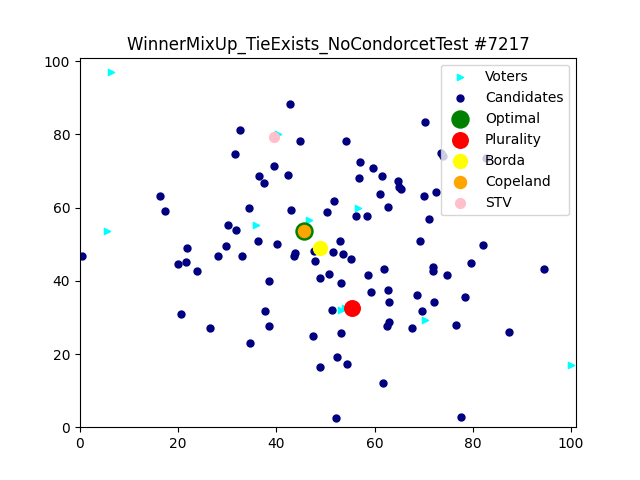 WinnerMixUp_TieExists_NoCondorcetTest #7217
100
80
60
40
20
0
0 20 40 60 80 100
Voters
Candidates
Optimal
Plurality
Borda
Copeland
STV